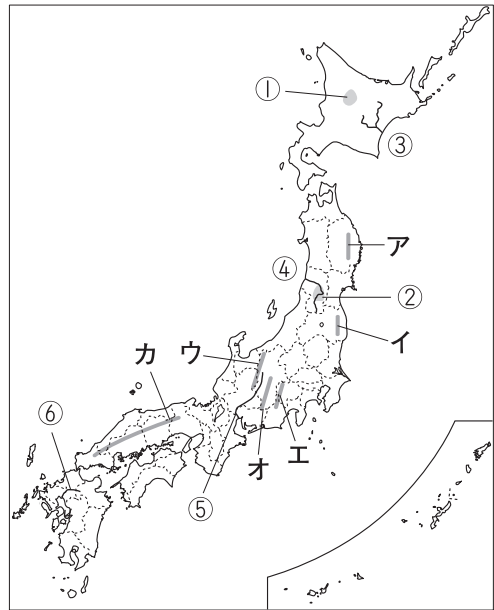 ①
③
ア
④
②
イ
カ
ウ
⑥
エ
オ
⑤